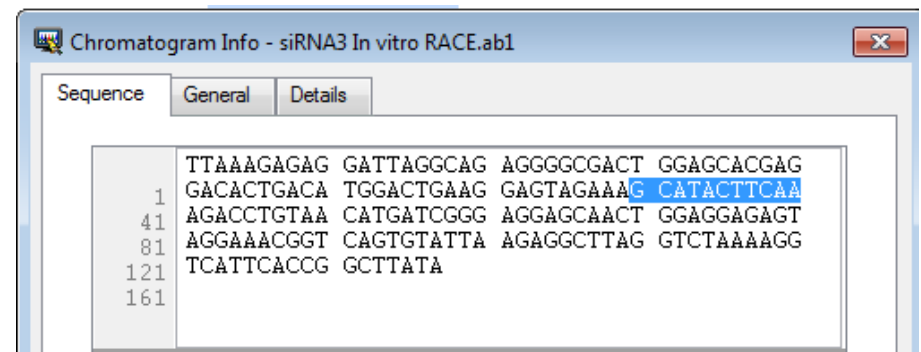 Chromatogram Info - siRNA3 In vitro RACE.ab1
Sequence General Details
TTAAAGAGAG GATTAGGCAG AGGGGCGACT GGAGCACGAG
1 GACACTGACA TGGACTGAAG GAGTAGAAAG CATACTTCAA
41 AGACCTGTAA CATGATCGGG AGGAGCAACT GGAGGAGAGT
81 AGGAAACGGT CAGTGTATTA AGAGGCTTAG GTCTAAAAGG
121 TCATTCACCG GCTTATA
161